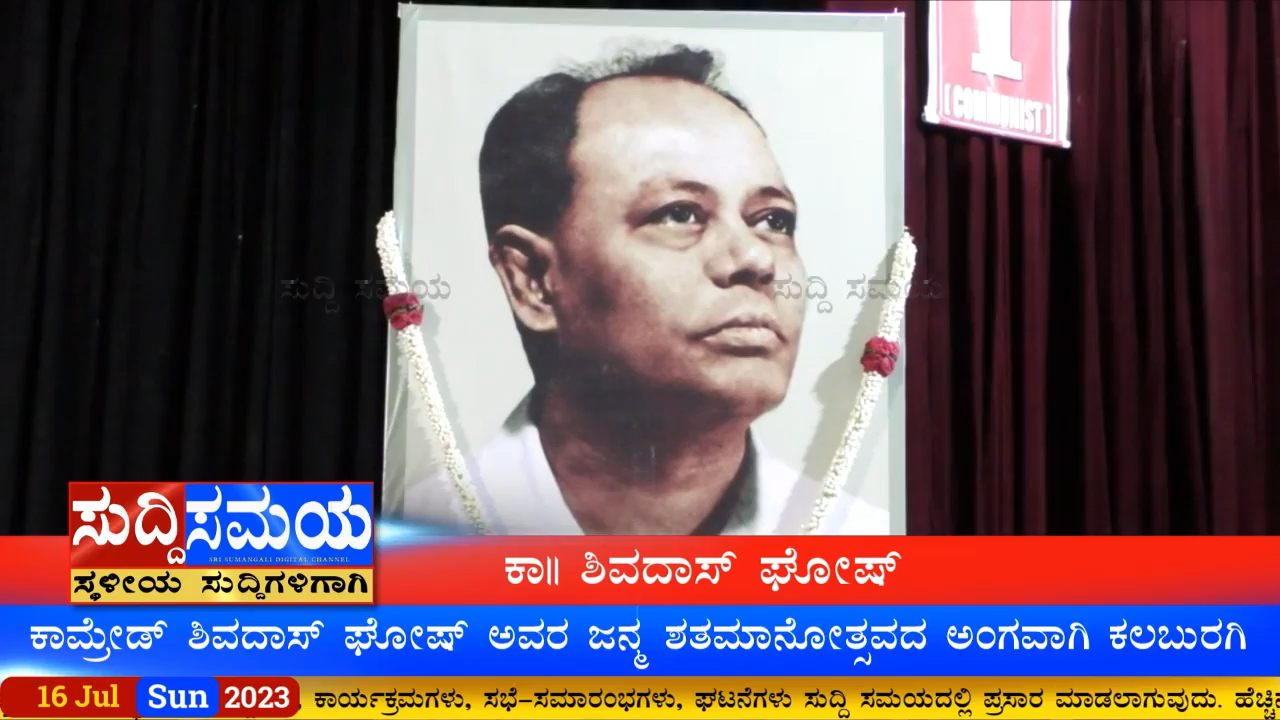 I
(COMMUNIST)
ಸುದ್ದಿ ಸಮಯ
ಸುದ್ದಿ ಸಮಯ
ಸುದ್ದಿ ಸಮಯ
SRI SUMANGALI DIGITAL CHANNEL
ಸ್ಥಳೀಯ ಸುದ್ದಿಗಳಿಗಾಗಿ
ಕಾ॥ ಶಿವದಾಸ್ ಘೋಷ್
ಕಾಮ್ರೇಡ್ ಶಿವದಾಸ್ ಘೋಷ್ ಅವರ ಜನ್ಮ ಶತಮಾನೋತ್ಸವದ ಅಂಗವಾಗಿ ಕಲಬುರಗಿ
16 Jul Sun 2023 ಕಾರ್ಯಕ್ರಮಗಳು, ಸಭೆ-ಸಮಾರಂಭಗಳು, ಘಟನೆಗಳು ಸುದ್ದಿ ಸಮಯದಲ್ಲಿ ಪ್ರಸಾರ ಮಾಡಲಾಗುವುದು.